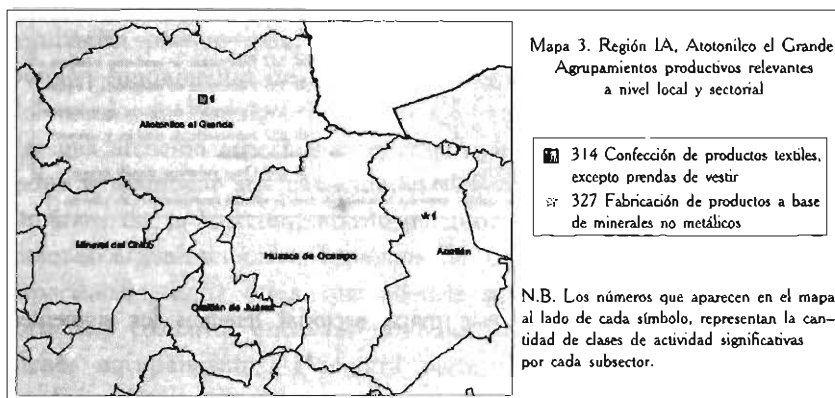 Mapa 3. Región IA, Atotonilco el Grande
Agrupamientos productivos relevantes
a nivel local y sectorial
314 Confección de productos textiles,
excepto prendas de vestir
327 Fabricación de productos a base
de minerales no metálicos
N.B. Los números que aparecen en el mapa
al lado de cada símbolo, representan la can-
tidad de clases de actividad significativas
por cada subsector.
Atotonilco el Grande
Mineral del Chico
Huasca de Ocampo
Omitlán de Juárez